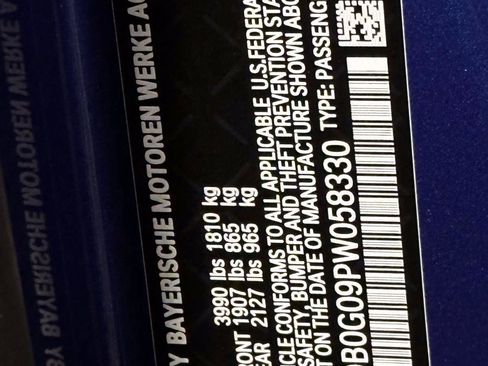 Y BAYERISCHE MOTOREN WERKE AG
3990 lbs 1810 kg
RONT 1907 lbs 865 kg
EAR 2127 lbs 965 kg
ICLE CONFORMS TO ALL APPLICABLE U.S.FEDERA
SAFETY, BUMPER AND THEFT PREVENTION STA
T ON THE DATE OF MANUFACTURE SHOWN ABO
0B0G09PW058330 TYPE: PASSENG